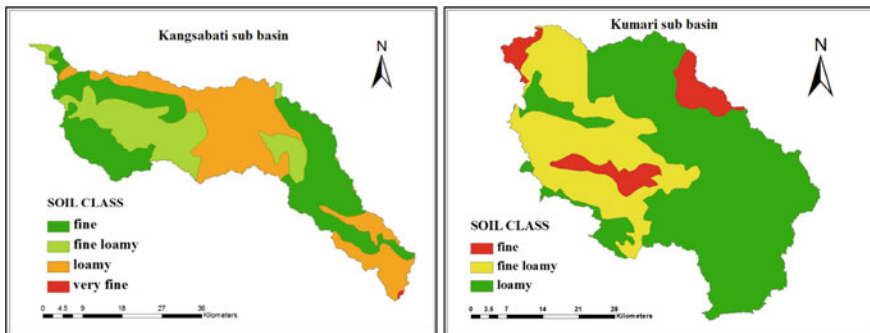 Kangsabati sub basin
N
SOIL CLASS
fine
fine loamy
loamy
very fine
0 4.5 9 18 27 36
Kilometers
Kumari sub basin
N
SOIL CLASS
fine
fine loamy
loamy
0 3.5 7 14 21 28
Kilometers